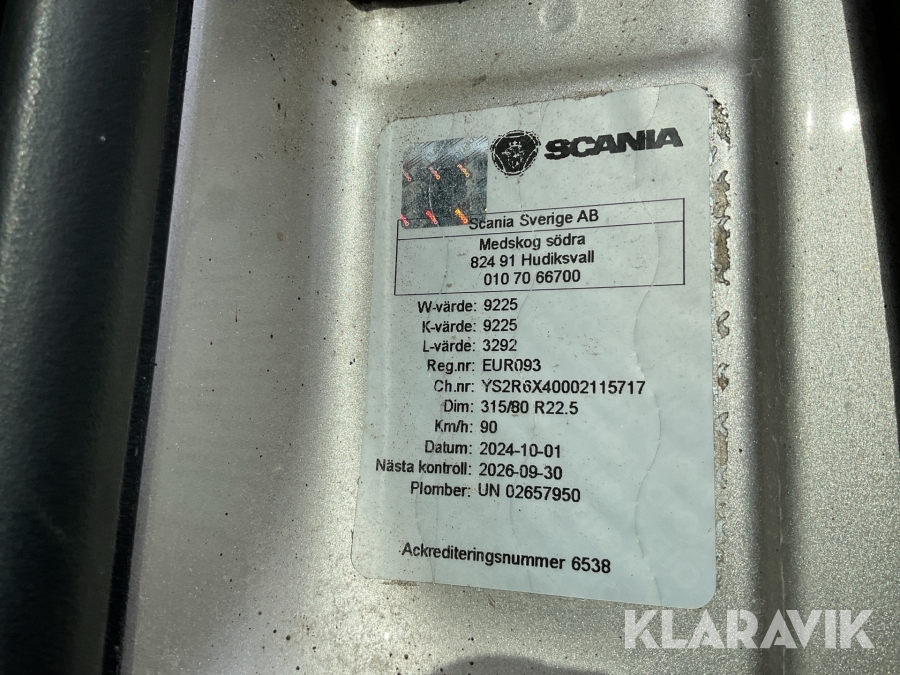 SCANIA
Scania Sverige AB
Medskog södra
824 91 Hudiksvall
010 70 66700
W-värde: 9225
K-värde: 9225
L-värde: 3292
Reg.nr: EUR093
Ch.nr: YS2R6X40002115717
Dim: 315/80 R22.5
Km/h: 90
Datum: 2024-10-01
Nästa kontroll: 2026-09-30
Plomber: UN 02657950
Ackrediteringsnummer 6538
KLARAVIK